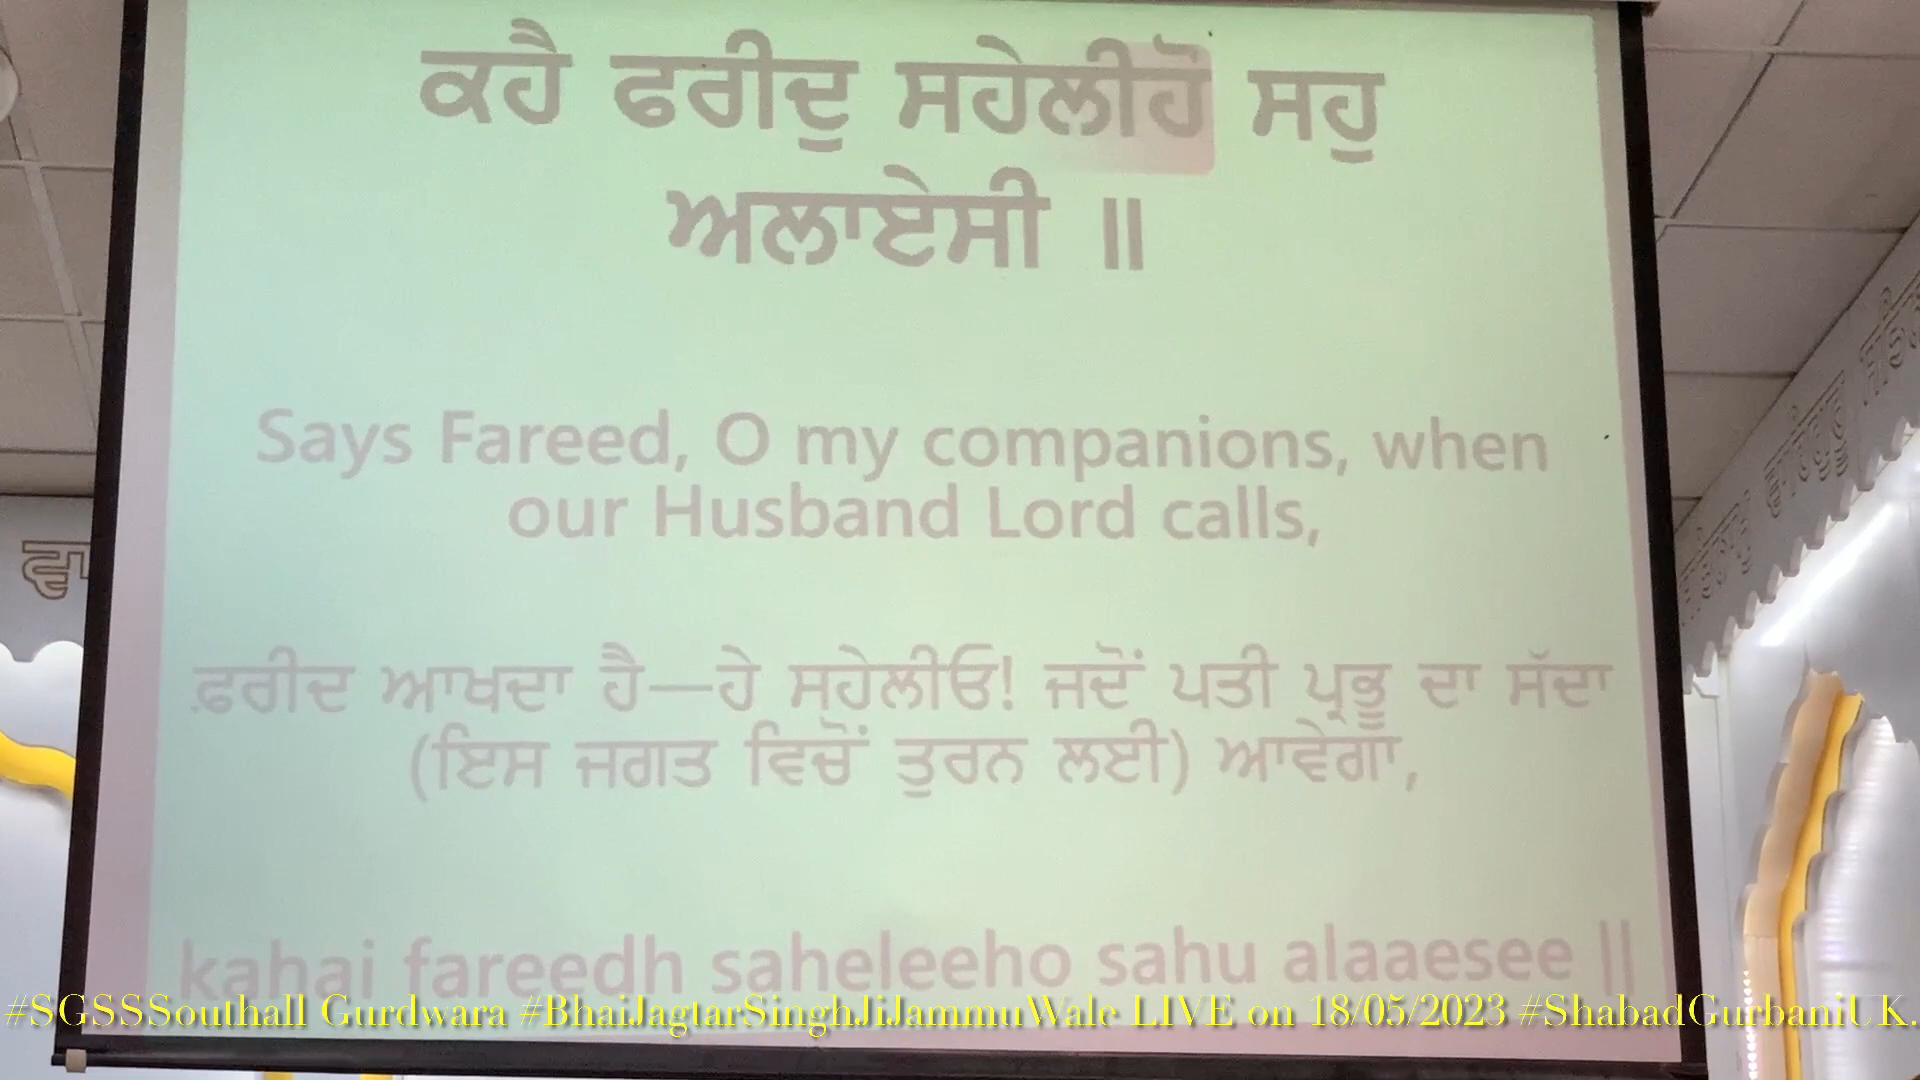 ਕਹੈ ਫਰੀਦੁ ਸਹੇਲੀਹੋ ਸਹੁ
ਅਲਾਏਸੀ ॥
Says Fareed, O my companions, when
our Husband Lord calls,
ਫ਼ਰੀਦ ਆਖਦਾ ਹੈ—ਹੇ ਸਹੇਲੀਓ! ਜਦੋਂ ਪਤੀ ਪ੍ਰਭੂ ਦਾ ਸੱਦਾ
(ਇਸ ਜਗਤ ਵਿਚੋਂ ਤੁਰਨ ਲਈ) ਆਵੇਗਾ,
kahai fareedh saheleeho sahu alaaesee ||
#SGSSSouthall Gurdwara #BhaiJagtarSinghJiJammuWale LIVE on 18/05/2023 #ShabadGurbaniUK.